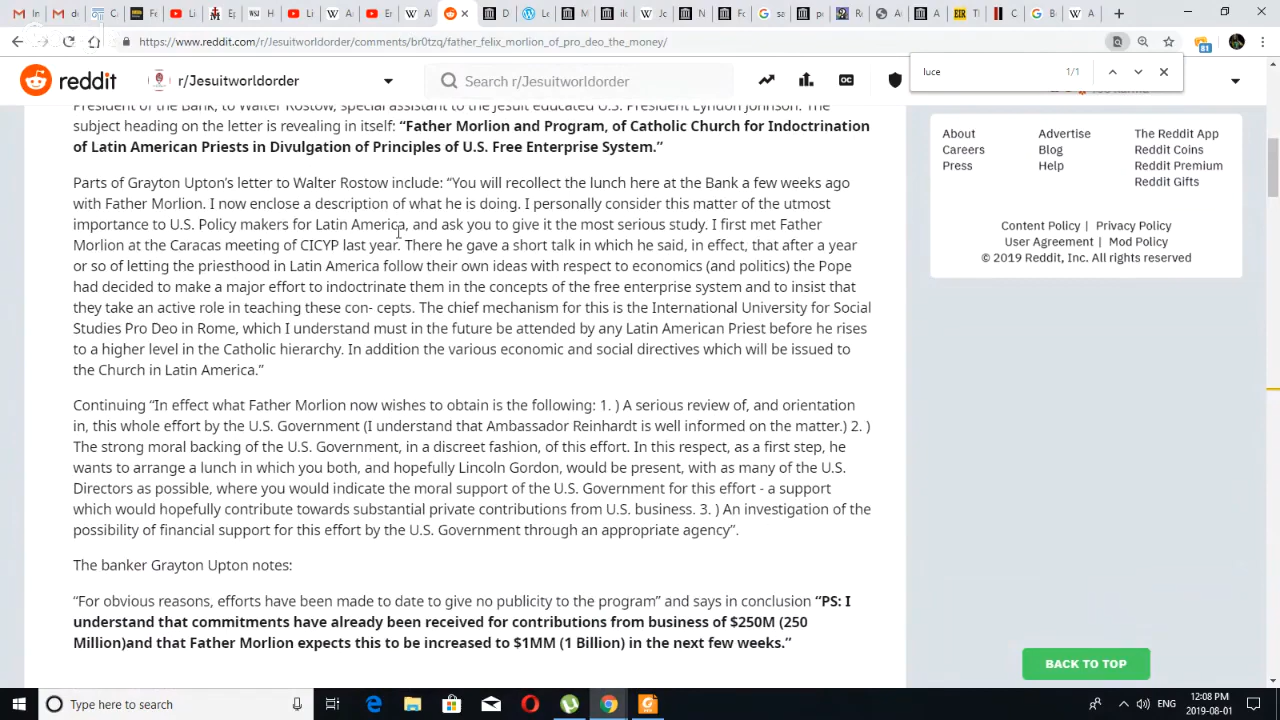 https://www.reddit.com/r/Jesuitworldorder/comments/br0tzq/father_felix_morlion_of_pro_deo_the_money/
81
luce
1/1
reddit
r/Jesuitworldorder
Search r/Jesuitworldorder
President of the Bank, to Walter Rostow, special assistant to the Jesuit educated U.S. President Lyndon Johnson. The
subject heading on the letter is revealing in itself: “Father Morlion and Program, of Catholic Church for Indoctrination
of Latin American Priests in Divulgation of Principles of U.S. Free Enterprise System.”
Parts of Grayton Upton’s letter to Walter Rostow include: “You will recollect the lunch here at the Bank a few weeks ago
with Father Morlion. I now enclose a description of what he is doing. I personally consider this matter of the utmost
importance to U.S. Policy makers for Latin America, and ask you to give it the most serious study. I first met Father
Morlion at the Caracas meeting of CICYP last year. There he gave a short talk in which he said, in effect, that after a year
or so of letting the priesthood in Latin America follow their own ideas with respect to economics (and politics) the Pope
had decided to make a major effort to indoctrinate them in the concepts of the free enterprise system and to insist that
they take an active role in teaching these con- cepts. The chief mechanism for this is the International University for Social
Studies Pro Deo in Rome, which I understand must in the future be attended by any Latin American Priest before he rises
to a higher level in the Catholic hierarchy. In addition the various economic and social directives which will be issued to
the Church in Latin America.”
Continuing “In effect what Father Morlion now wishes to obtain is the following: 1. ) A serious review of, and orientation
in, this whole effort by the U.S. Government (I understand that Ambassador Reinhardt is well informed on the matter.) 2. )
The strong moral backing of the U.S. Government, in a discreet fashion, of this effort. In this respect, as a first step, he
wants to arrange a lunch in which you both, and hopefully Lincoln Gordon, would be present, with as many of the U.S.
Directors as possible, where you would indicate the moral support of the U.S. Government for this effort - a support
which would hopefully contribute towards substantial private contributions from U.S. business. 3. ) An investigation of the
possibility of financial support for this effort by the U.S. Government through an appropriate agency”.
The banker Grayton Upton notes:
“For obvious reasons, efforts have been made to date to give no publicity to the program” and says in conclusion “PS: I
understand that commitments have already been received for contributions from business of $250M (250
Million)and that Father Morlion expects this to be increased to $1MM (1 Billion) in the next few weeks.”
About Advertise The Reddit App
Careers Blog Reddit Coins
Press Help Reddit Premium
Reddit Gifts
Content Policy | Privacy Policy
User Agreement | Mod Policy
© 2019 Reddit, Inc. All rights reserved
BACK TO TOP
Type here to search
ENG
12:08 PM
2019-08-01